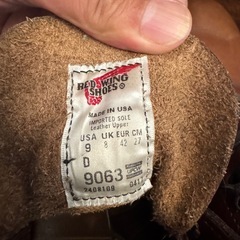 RED WING
SHOES®
MADE IN USA
IMPORTED SOLE
Leather Upper
USA UK EUR CM
9 8 42 27
D
9063
2408109